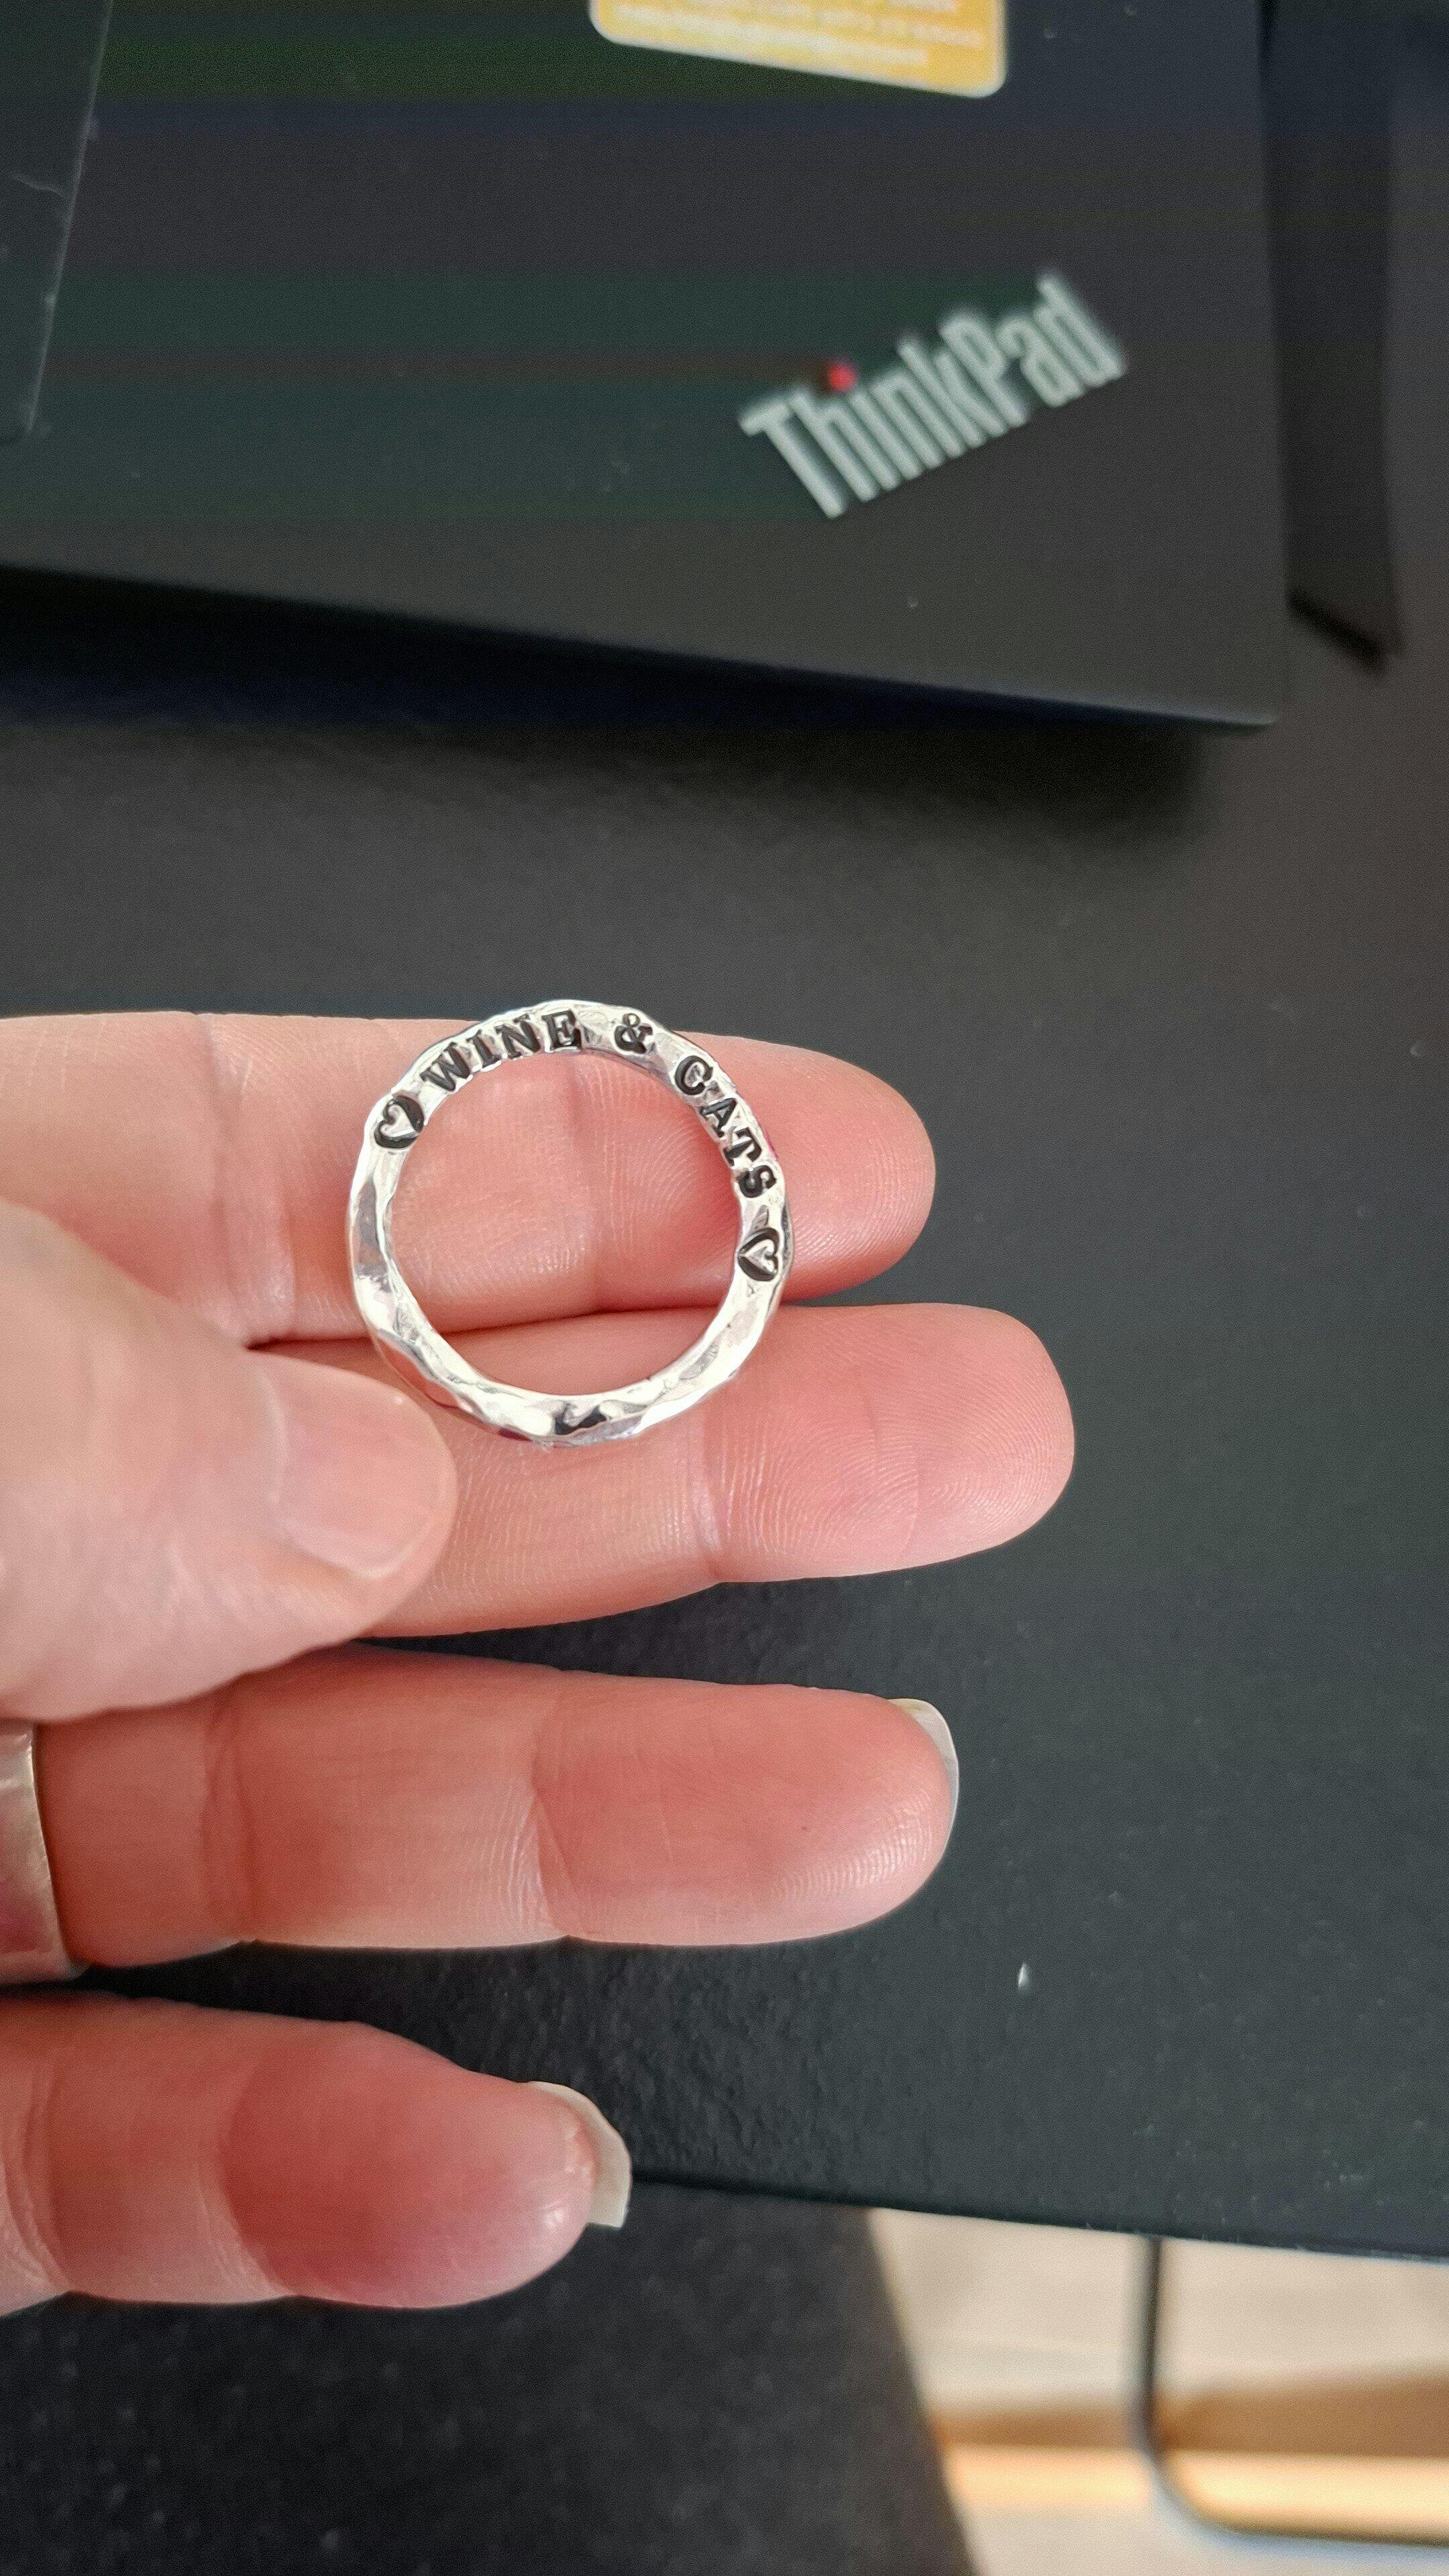 ThinkPad
♡ WINE & CATS ♡